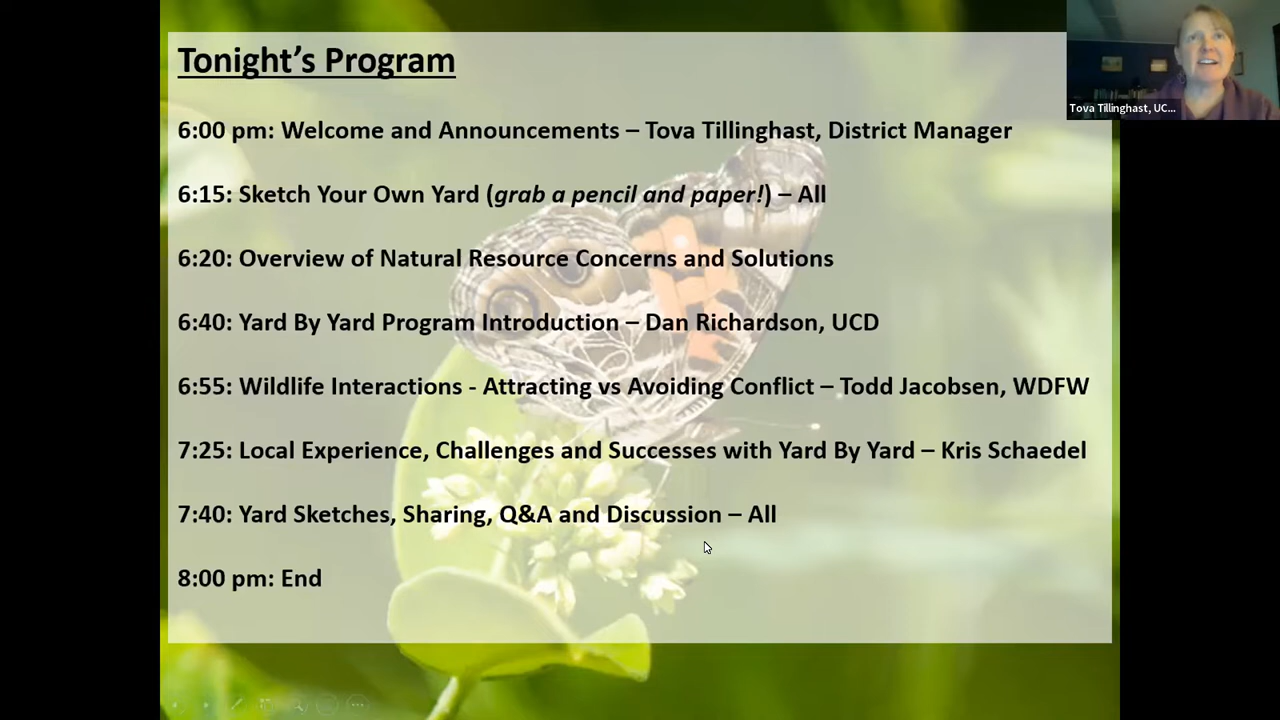 Tonight's Program
Tova Tillinghast, UC...
6:00 pm: Welcome and Announcements – Tova Tillinghast, District Manager
6:15: Sketch Your Own Yard (grab a pencil and paper!) – All
6:20: Overview of Natural Resource Concerns and Solutions
6:40: Yard By Yard Program Introduction – Dan Richardson, UCD
6:55: Wildlife Interactions - Attracting vs Avoiding Conflict – Todd Jacobsen, WDFW
7:25: Local Experience, Challenges and Successes with Yard By Yard – Kris Schaedel
7:40: Yard Sketches, Sharing, Q&A and Discussion – All
8:00 pm: End